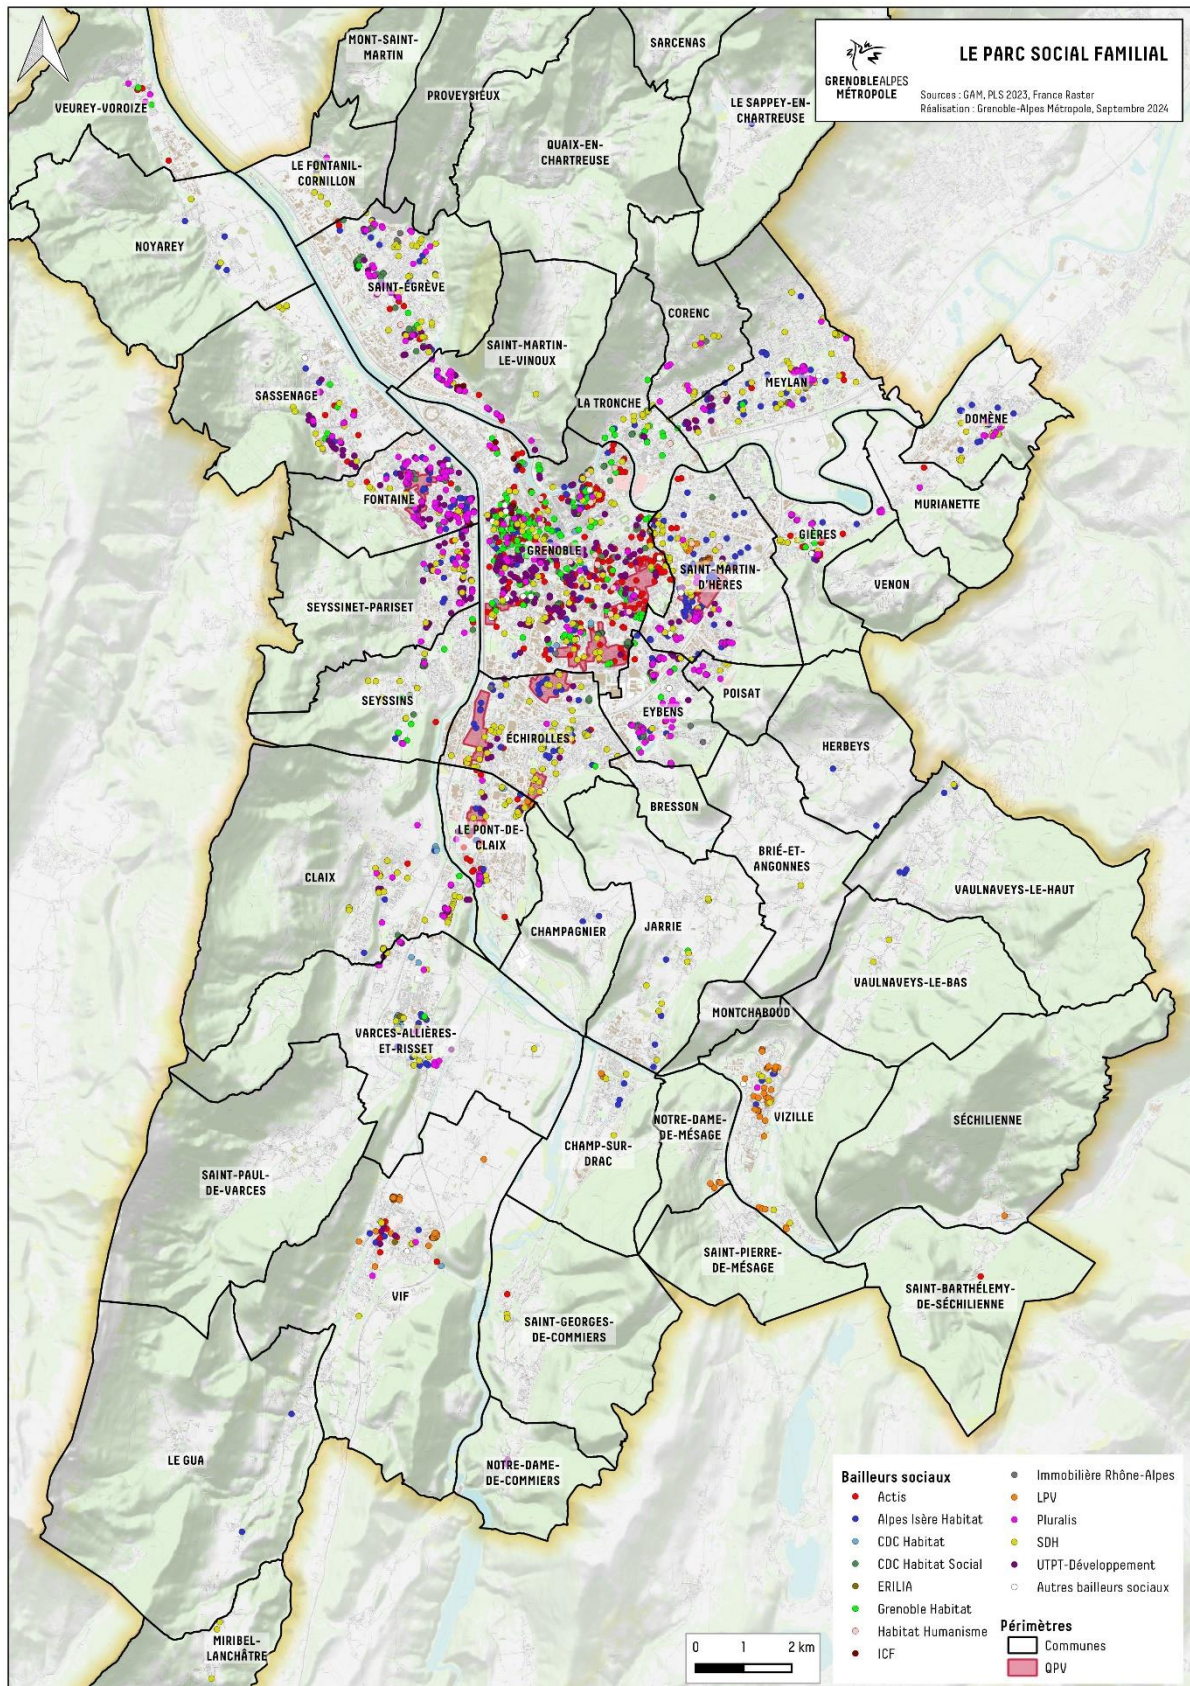 GRENOBLEALPES
MÉTROPOLE
LE PARC SOCIAL FAMILIAL
Sources : GAM, PLS 2023, France Raster
Réalisation : Grenoble-Alpes Métropole, Septembre 2024
MONT-SAINT-
MARTIN
SARCENAS
VEUREY-VOROIZE
PROVEYSIEUX
LE SAPPEY-EN-
CHARTREUSE
QUAIX-EN-
CHARTREUSE
LE FONTANIL-
CORNILLON
NOYAREY
SAINT-ÉGRÈVE
CORENC
SAINT-MARTIN-
LE-VINOUX
MEYLAN
SASSENAGE
LA TRONCHE
DOMÈNE
FONTAINE
MURIANETTE
GIÈRES
GRENOBLE
SAINT-MARTIN-
D'HÈRES
VENON
SEYSSINET-PARISET
SEYSSINS
POISAT
EYBENS
ÉCHIROLLES
HERBEYS
BRESSON
LE PONT-DE-
CLAIX
BRIÉ-ET-
ANGONNES
CLAIX
VAULNAVEYS-LE-HAUT
CHAMPAGNIER
JARRIE
VAULNAVEYS-LE-BAS
MONTCHABOUD
VARCES-ALLIÈRES-
ET-RISSET
NOTRE-DAME-
DE-MÉSAGE
VIZILLE
SÉCHILIENNE
CHAMP-SUR-
DRAC
SAINT-PAUL-
DE-VARCES
SAINT-PIERRE-
DE-MÉSAGE
SAINT-BARTHÉLEMY-
DE-SÉCHILIENNE
VIF
SAINT-GEORGES-
DE-COMMIERS
LE GUA
NOTRE-DAME-
DE-COMMIERS
MIRIBEL-
LANCHÂTRE
0 1 2 km
Bailleurs sociaux
Actis
Alpes Isère Habitat
CDC Habitat
CDC Habitat Social
ERILIA
Grenoble Habitat
Habitat Humanisme
ICF
Immobilière Rhône-Alpes
LPV
Pluralis
SDH
UTPT-Développement
Autres bailleurs sociaux
Périmètres
Communes
QPV